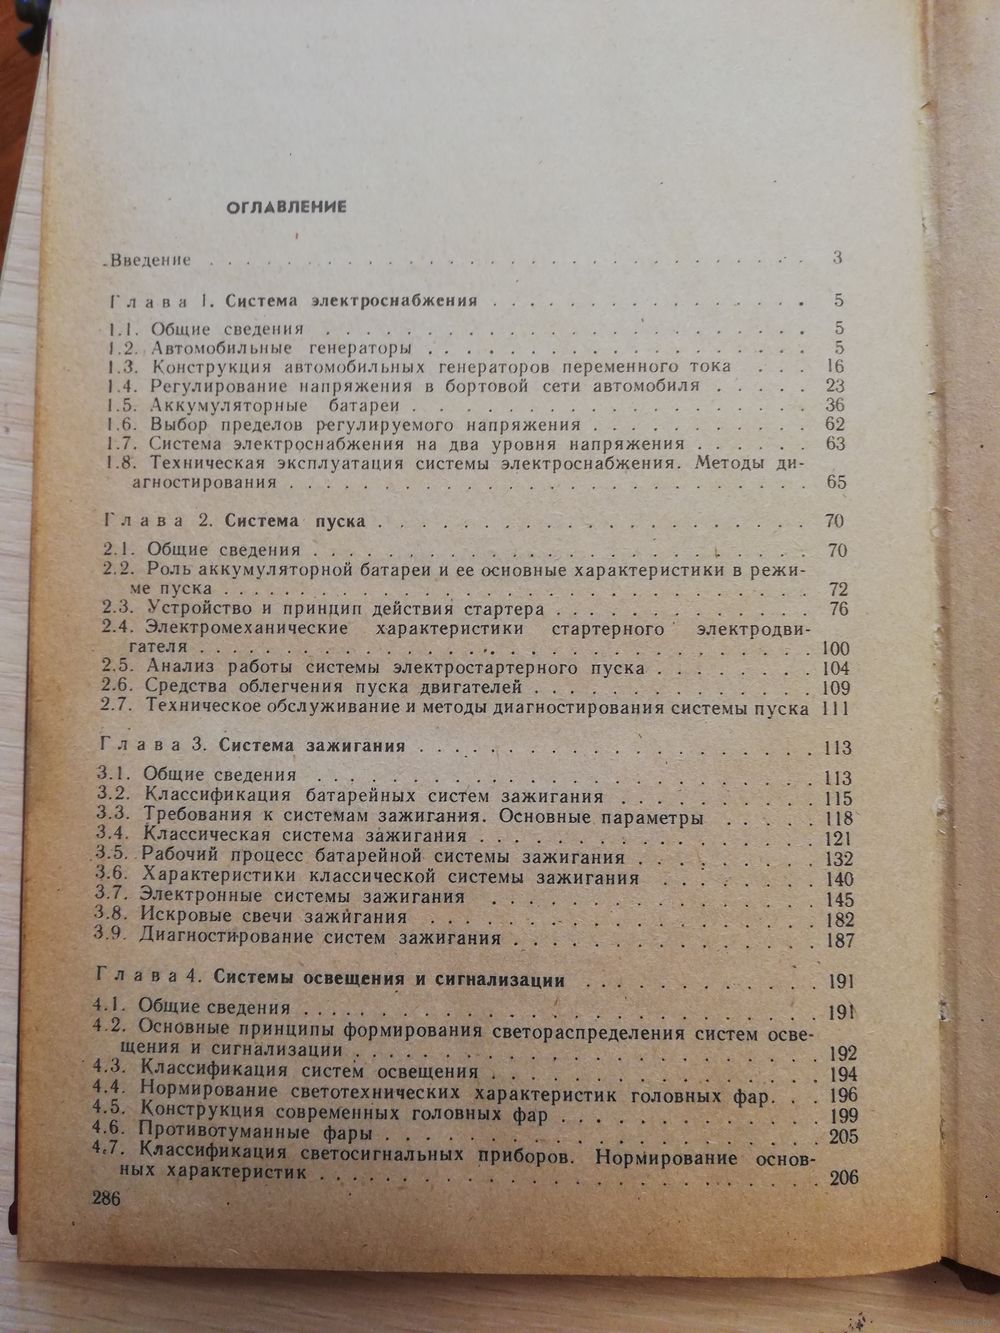 ОГЛАВЛЕНИЕ
Введение . . . . . . . . . . . . . . . . . . . . 3
Глава 1. Система электроснабжения . . . . . . . . . . 5
1.1. Общие сведения . . . . . . . . . . 5
1.2. Автомобильные генераторы . . . . . . . . . . 5
1.3. Конструкция автомобильных генераторов переменного тока . . . 16
1.4. Регулирование напряжения в бортовой сети автомобиля . . . . . 23
1.5. Аккумуляторные батареи . . . . . . . . . . 36
1.6. Выбор пределов регулируемого напряжения . . . . . . . . . . 62
1.7. Система электроснабжения на два уровня напряжения . . . . . . 63
1.8. Техническая эксплуатация системы электроснабжения. Методы ди-
агностирования . . . . . . . . . . 65
Глава 2. Система пуска . . . . . . . . . . 70
2.1. Общие сведения . . . . . . . . . . 70
2.2. Роль аккумуляторной батареи и ее основные характеристики в режи-
ме пуска . . . . . . . . . . 72
2.3. Устройство и принцип действия стартера . . . . . . . . . . 76
2.4. Электромеханические характеристики стартерного электродви-
гателя . . . . . . . . . . 100
2.5. Анализ работы системы электростартерного пуска . . . . . . . . 104
2.6. Средства облегчения пуска двигателей . . . . . . . . . . 109
2.7. Техническое обслуживание и методы диагностирования системы пуска 111
Глава 3. Система зажигания . . . . . . . . . . 113
3.1. Общие сведения . . . . . . . . . . 113
3.2. Классификация батарейных систем зажигания . . . . . . . . . . 115
3.3. Требования к системам зажигания. Основные параметры . . . . . 118
3.4. Классическая система зажигания . . . . . . . . . . 121
3.5. Рабочий процесс батарейной системы зажигания . . . . . . . . . 132
3.6. Характеристики классической системы зажигания . . . . . . . . 140
3.7. Электронные системы зажигания . . . . . . . . . . 145
3.8. Искровые свечи зажигания . . . . . . . . . . 182
3.9. Диагностирование систем зажигания . . . . . . . . . . 187
Глава 4. Системы освещения и сигнализации . . . . . . . . . . 191
4.1. Общие сведения . . . . . . . . . . 191
4.2. Основные принципы формирования светораспределения систем осве-
щения и сигнализации . . . . . . . . . . 192
4.3. Классификация систем освещения . . . . . . . . . . 194
4.4. Нормирование светотехнических характеристик головных фар. . . 196
4.5. Конструкция современных головных фар . . . . . . . . . . 199
4.6. Противотуманные фары . . . . . . . . . . 205
4.7. Классификация светосигнальных приборов. Нормирование основ-
ных характеристик . . . . . . . . . . 206
286